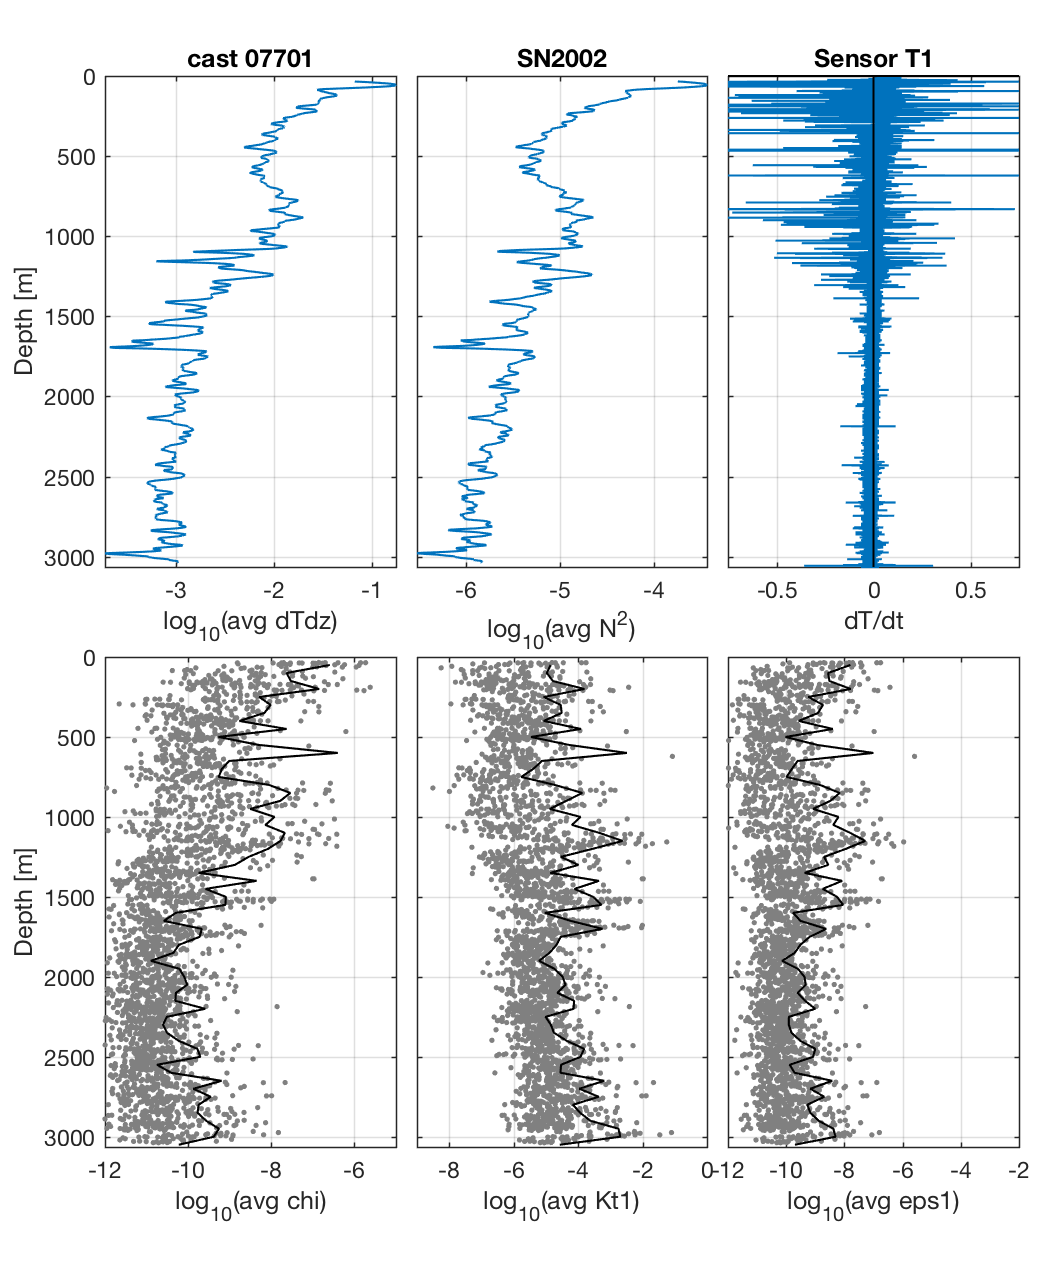 cast 07701
SN2002
Sensor T1
0
500
1000
1500
2000
2500
3000
Depth [m]
-3 -2 -1
-6 -5 -4
-0.5 0 0.5
log10(avg dTdz)
log10(avg N2)
dT/dt
0
500
1000
1500
2000
2500
3000
Depth [m]
-12 -10 -8 -6
-8 -6 -4 -2 0
-12 -10 -8 -6 -4 -2
log10(avg chi)
log10(avg Kt1)
log10(avg eps1)